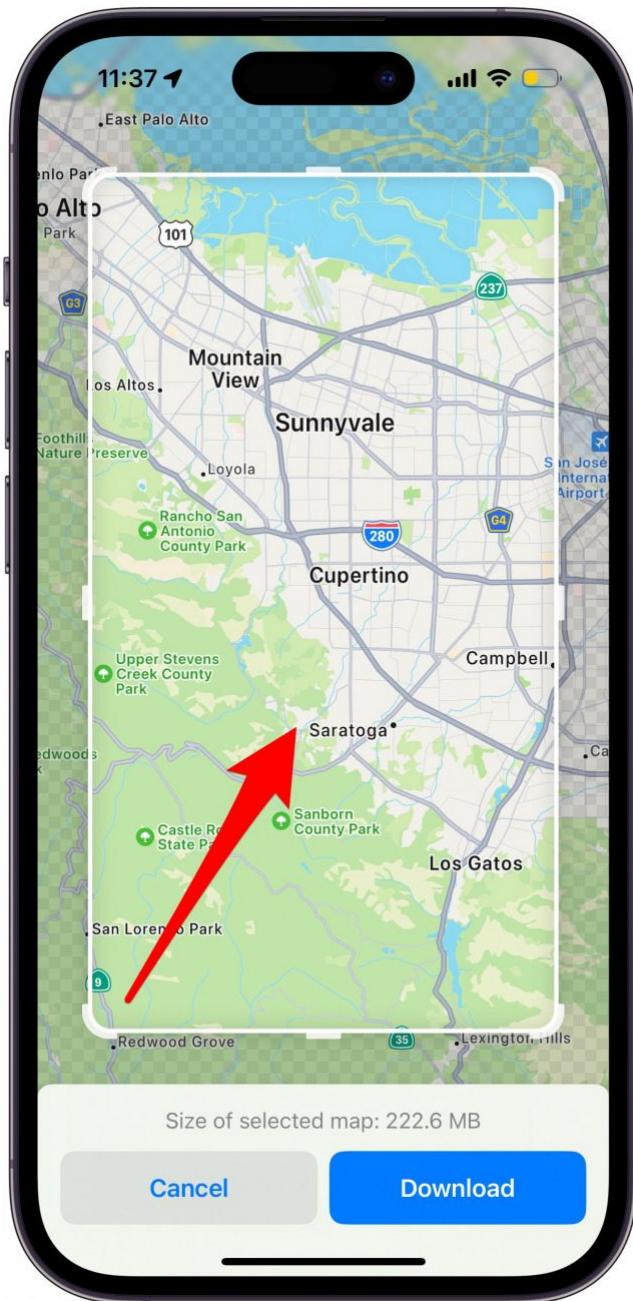 11:37
East Palo Alto
enlo Par
o Alto
Park
101
237
G3
Mountain
View
Los Altos
Sunnyvale
Foothills
Nature Preserve
Loyola
San José
Internat
Airport
Rancho San
Antonio
County Park
G4
280
Cupertino
Upper Stevens
Creek County
Park
Campbell
Saratoga
edwoods
k
Ca
Castle Ro
State Pa
Sanborn
County Park
Los Gatos
San Lorenzo Park
9
Redwood Grove
35
Lexington Hills
Size of selected map: 222.6 MB
Cancel
Download